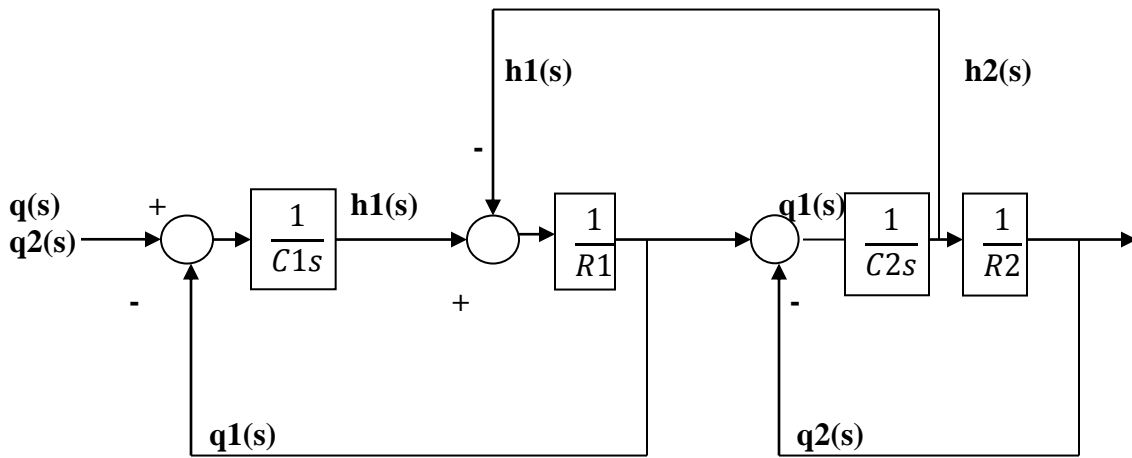 h1(s) h2(s)
-
q(s) + h1(s) q1(s)
q2(s)
1 1 1 1
C1s R1 C2s R2
- + -
q1(s) q2(s)